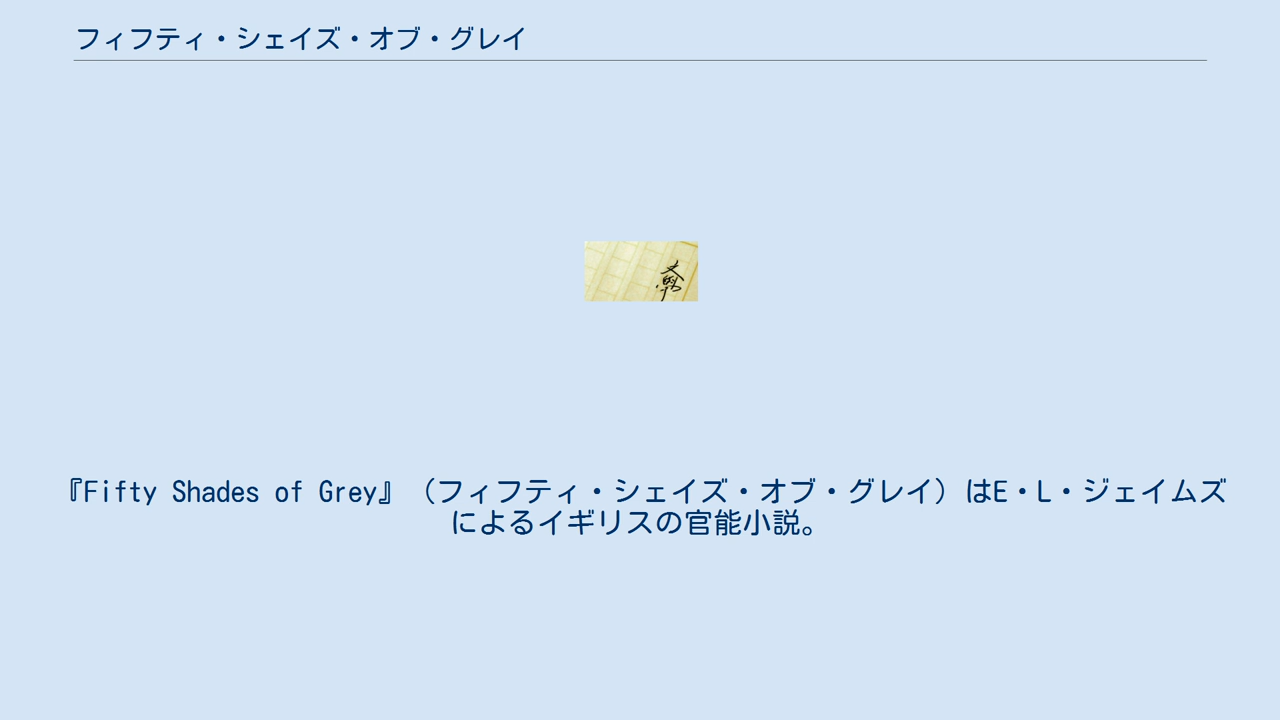 フィフティ・シェイズ・オブ・グレイ
『Fifty Shades of Grey』（フィフティ・シェイズ・オブ・グレイ）はE・L・ジェイムズ
によるイギリスの官能小説。